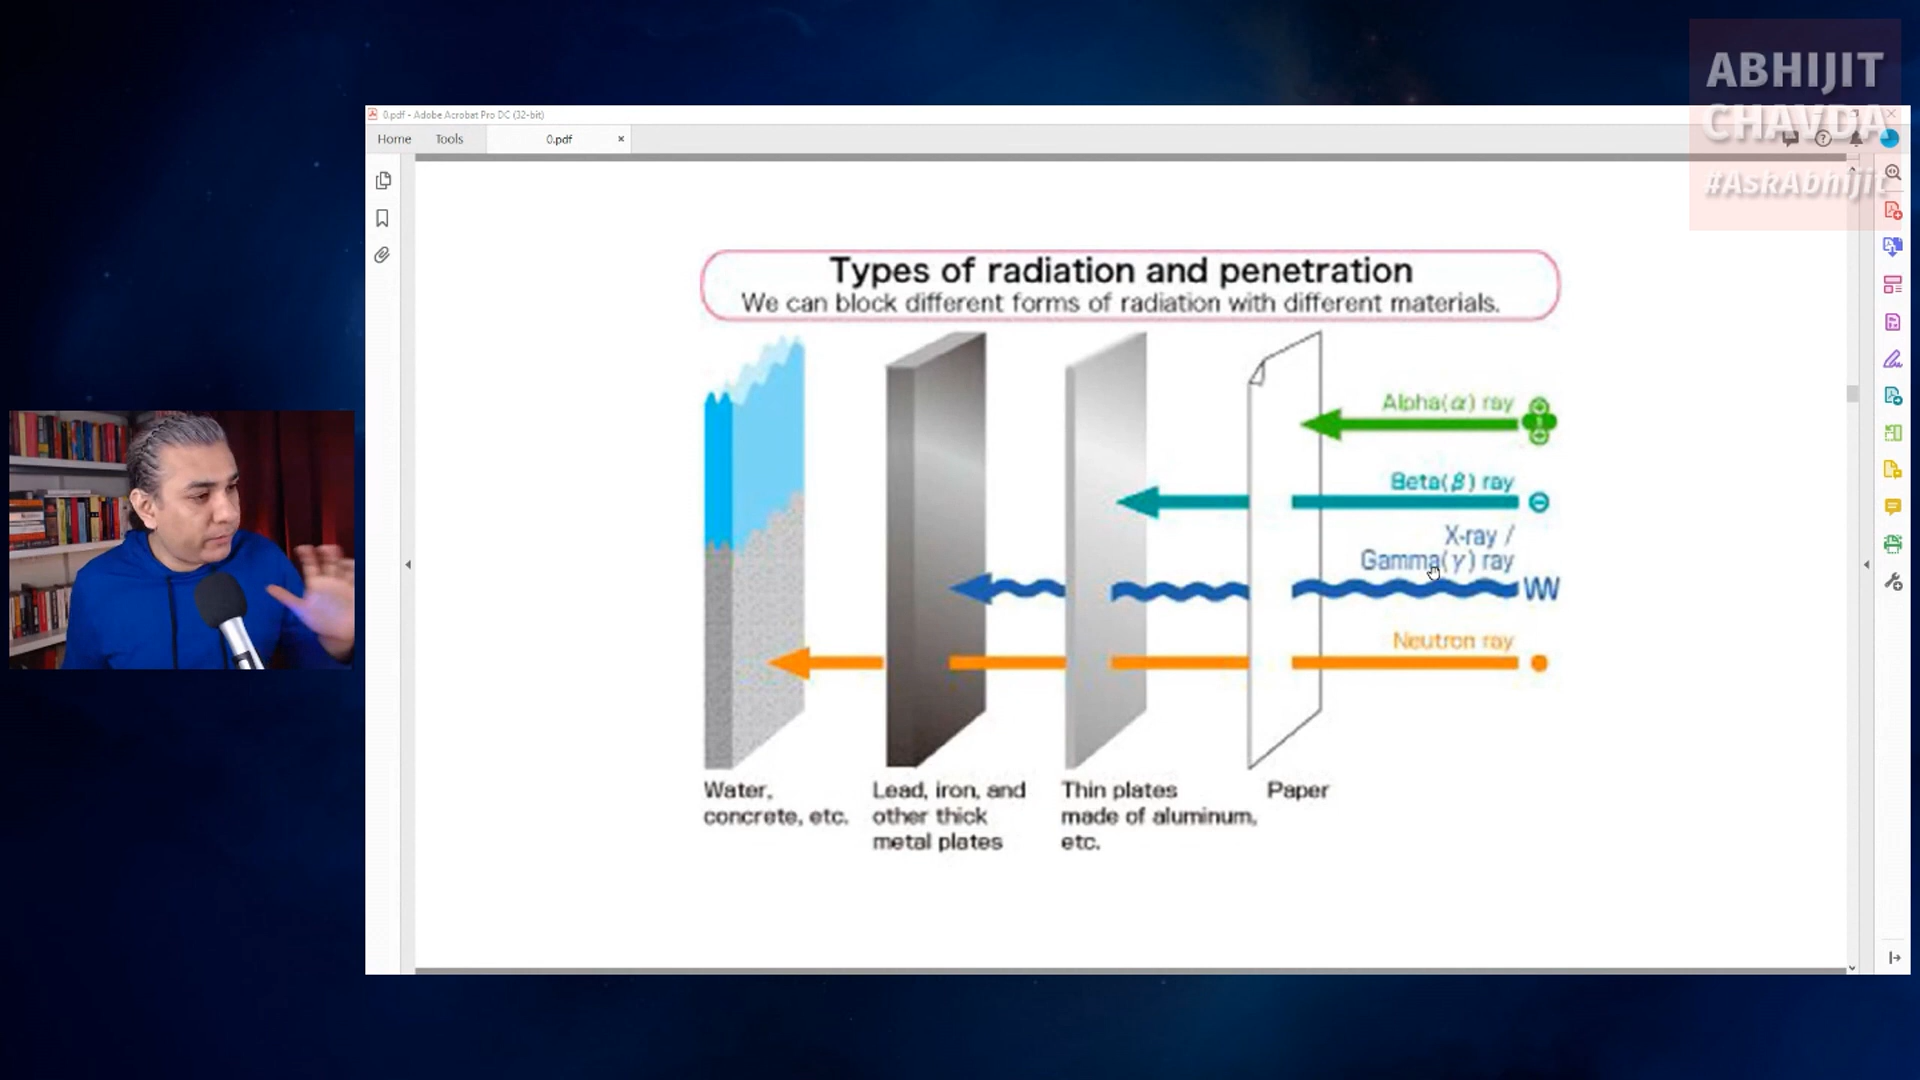 ABHIJIT
CHAVDA
#AskAbhijit
0.pdf - Adobe Acrobat Pro DC (32-bit)
Home Tools 0.pdf
Types of radiation and penetration
We can block different forms of radiation with different materials.
Alpha(α) ray
Beta(β) ray
X-ray /
Gamma(γ) ray
Neutron ray
Water,
concrete, etc.
Lead, iron, and
other thick
metal plates
Thin plates
made of aluminum,
etc.
Paper